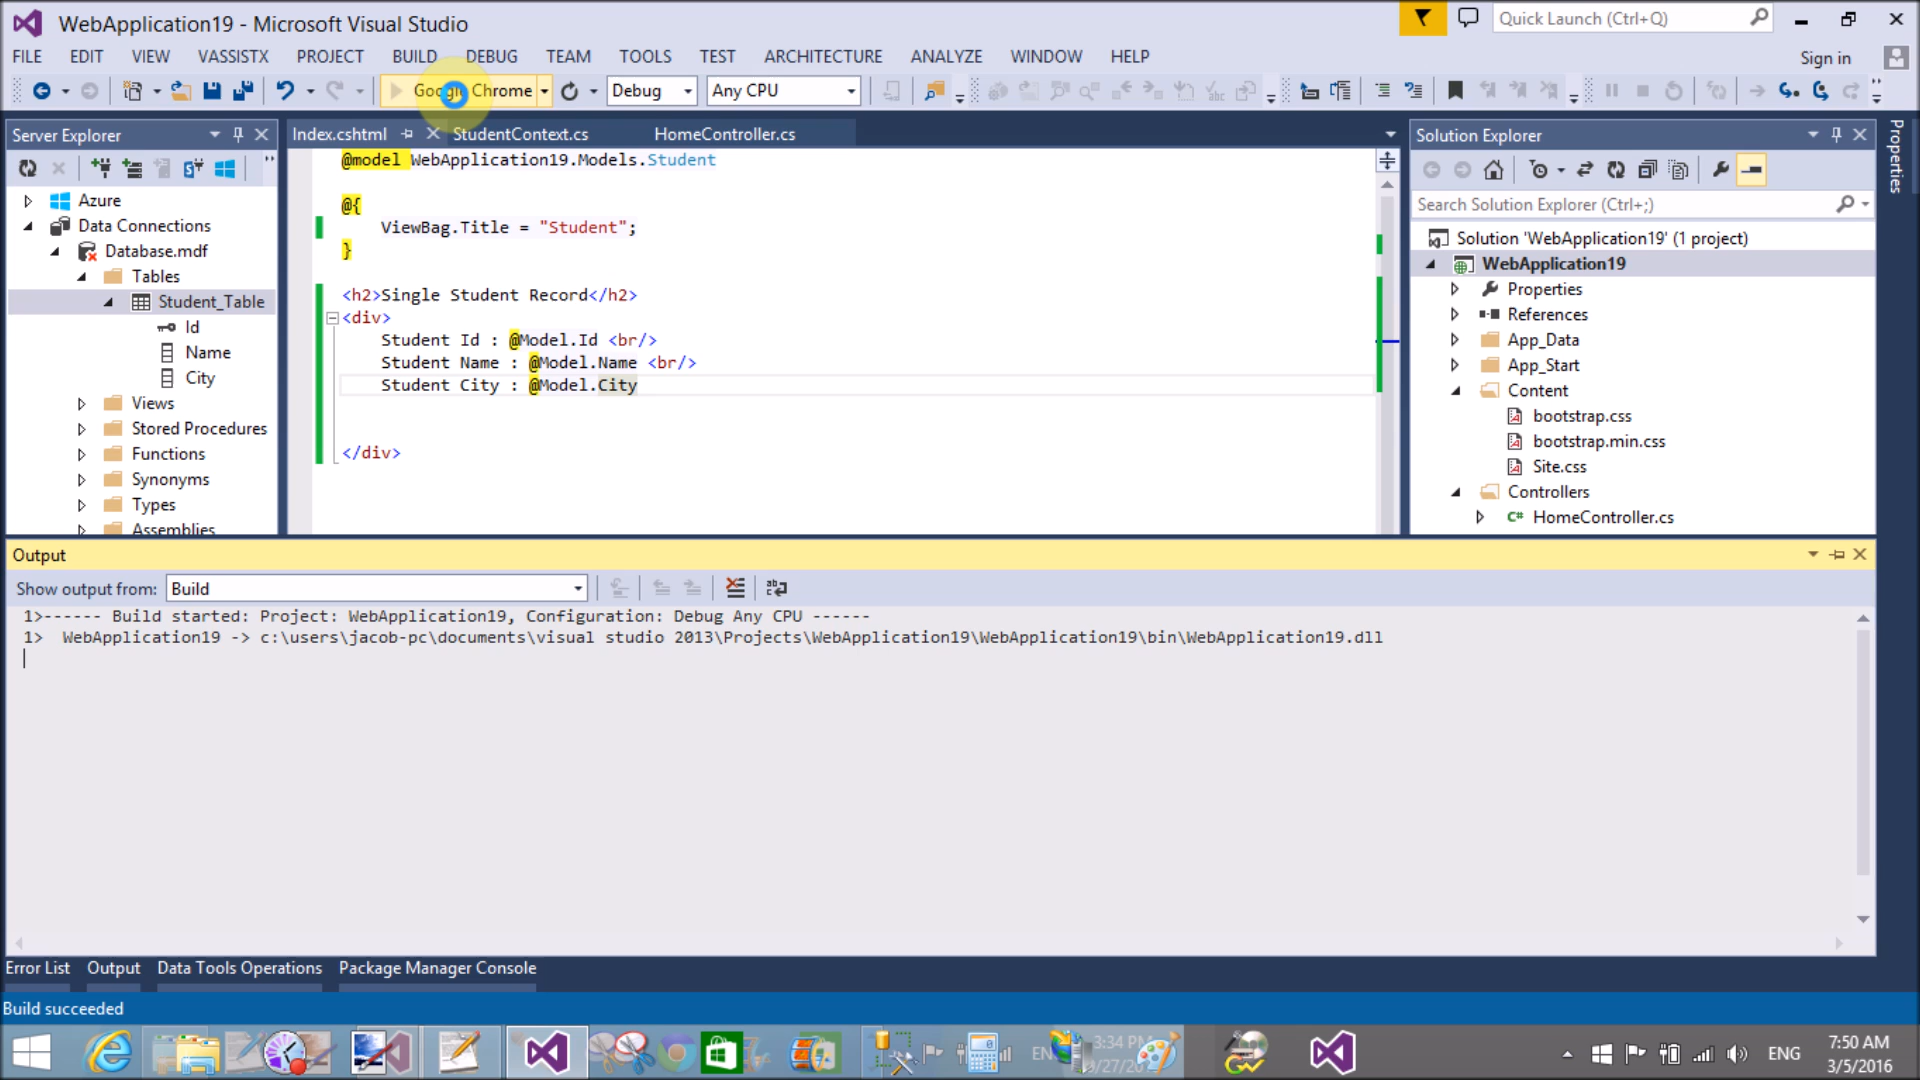 WebApplication19 - Microsoft Visual Studio
Quick Launch (Ctrl+Q)
FILE EDIT VIEW VASSISTX PROJECT BUILD DEBUG TEAM TOOLS TEST ARCHITECTURE ANALYZE WINDOW HELP
Sign in
Google Chrome
Debug
Any CPU
Server Explorer
Azure
Data Connections
Database.mdf
Tables
Student_Table
Id
Name
City
Views
Stored Procedures
Functions
Synonyms
Types
Assemblies
Index.cshtml
StudentContext.cs
HomeController.cs
@model WebApplication19.Models.Student
@{
ViewBag.Title = "Student";
}
<h2>Single Student Record</h2>
<div>
Student Id : @Model.Id <br/>
Student Name : @Model.Name <br/>
Student City : @Model.City
</div>
Solution Explorer
Search Solution Explorer (Ctrl+;)
Solution 'WebApplication19' (1 project)
WebApplication19
Properties
References
App_Data
App_Start
Content
bootstrap.css
bootstrap.min.css
Site.css
Controllers
C# HomeController.cs
Properties
Output
Show output from: Build
1>------ Build started: Project: WebApplication19, Configuration: Debug Any CPU ------
1> WebApplication19 -> c:\users\jacob-pc\documents\visual studio 2013\Projects\WebApplication19\WebApplication19\bin\WebApplication19.dll
Error List
Output
Data Tools Operations
Package Manager Console
Build succeeded
EN
3:34 PM
ENG
7:50 AM
3/5/2016